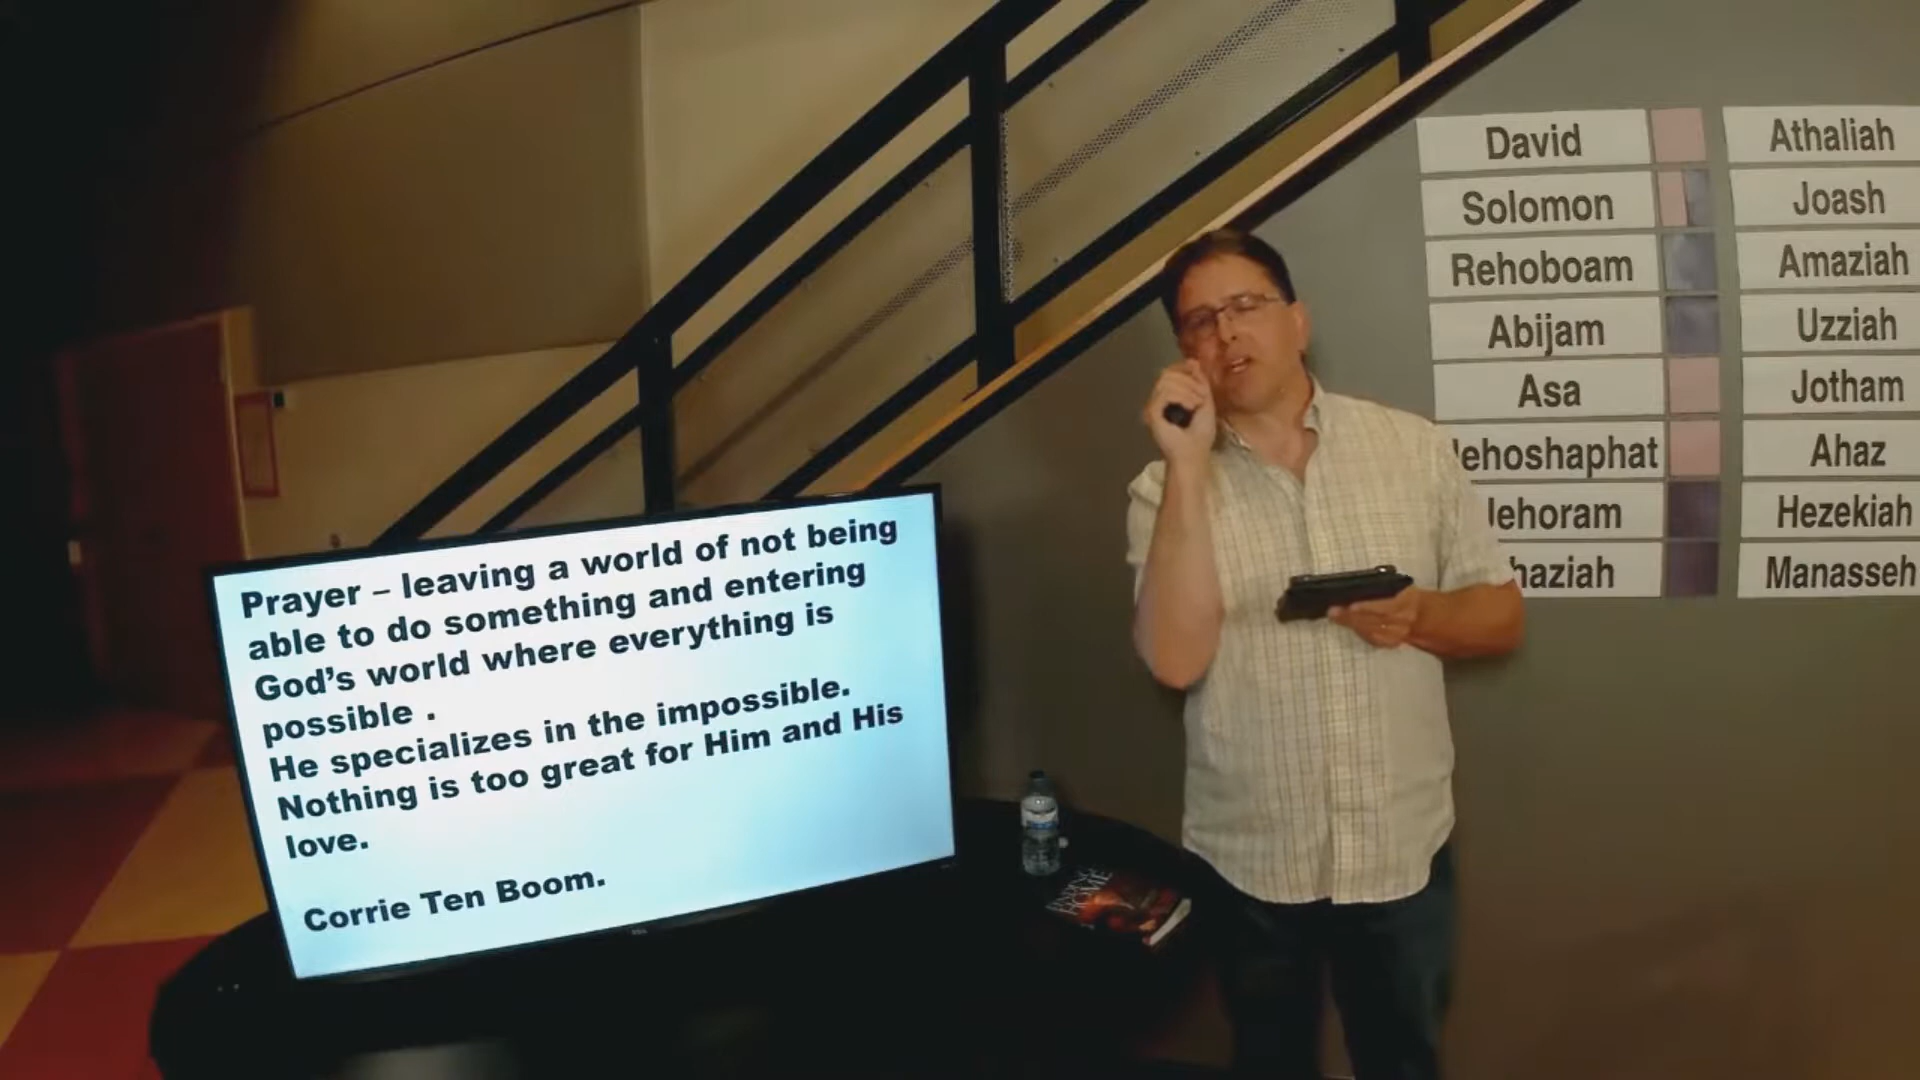 Prayer – leaving a world of not being
able to do something and entering
God's world where everything is
possible .
He specializes in the impossible.
Nothing is too great for Him and His
love.
Corrie Ten Boom.
David
Solomon
Rehoboam
Abijam
Asa
ehoshaphat
ehoram
haziah
Athaliah
Joash
Amaziah
Uzziah
Jotham
Ahaz
Hezekiah
Manasseh
FINDING
HOME